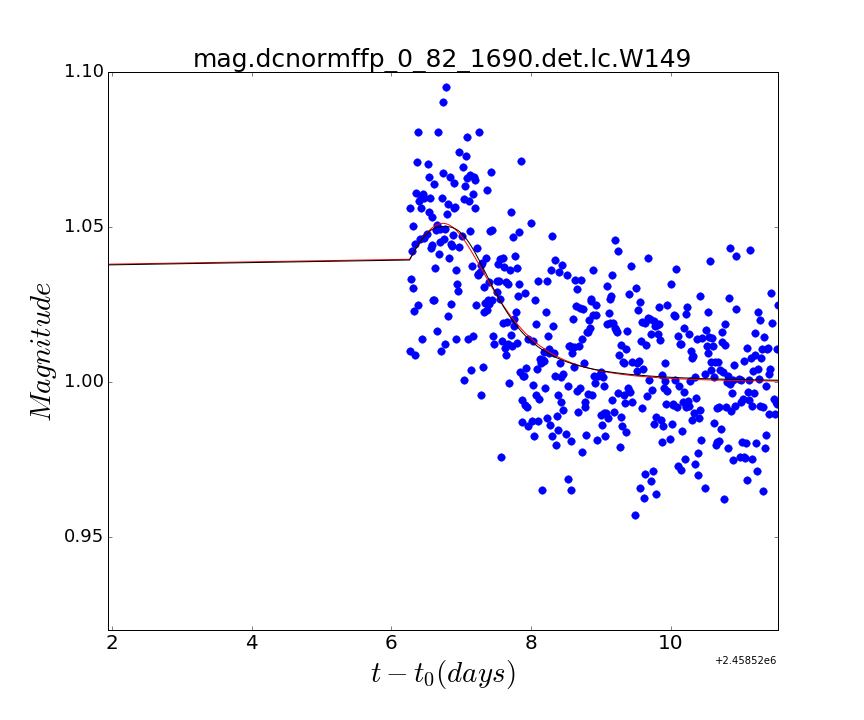 mag.dcnormffp_0_82_1690.det.lc.W149
1.10
1.05
1.00
0.95
Magnitude
2 4 6 8 10
+2.45852e6
t − t₀(days)